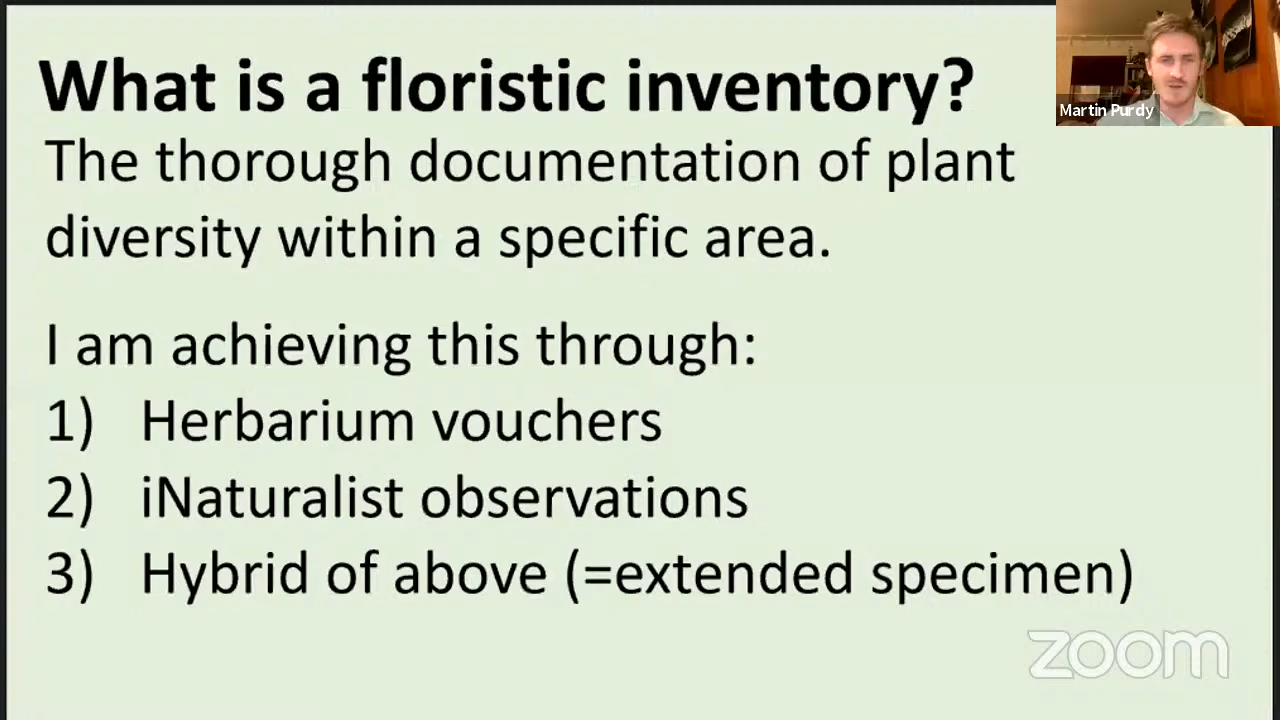 What is a floristic inventory?
The thorough documentation of plant
diversity within a specific area.
I am achieving this through:
1) Herbarium vouchers
2) iNaturalist observations
3) Hybrid of above (=extended specimen)
Martin Purdy
zoom